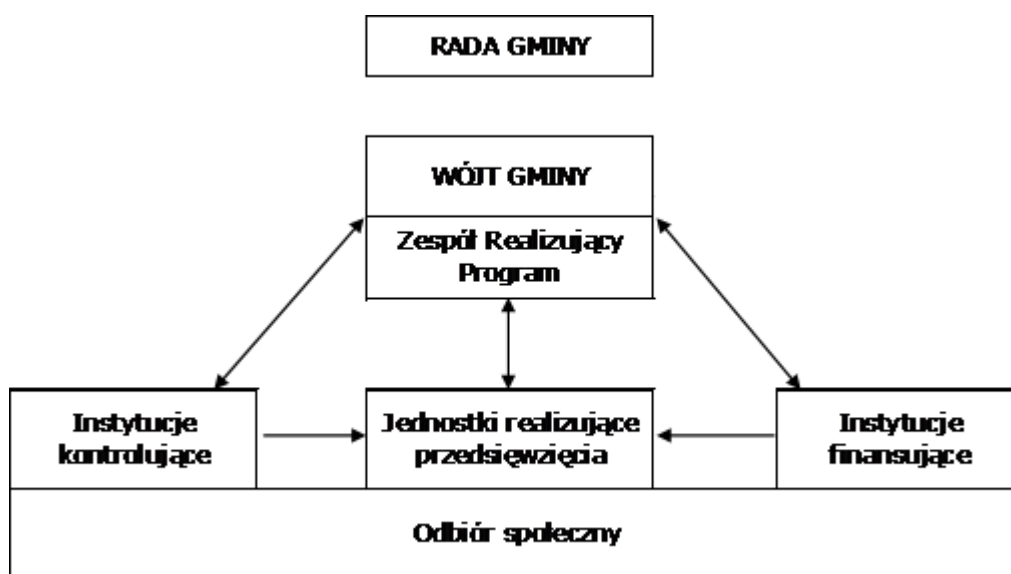 RADA GMINY
WÓJT GMINY
Zespół Realizujący
Program
Instytucje
kontrolujące
Jednostki realizujące
przedsięwzięcia
Instytucje
finansujące
Odbiór społeczny